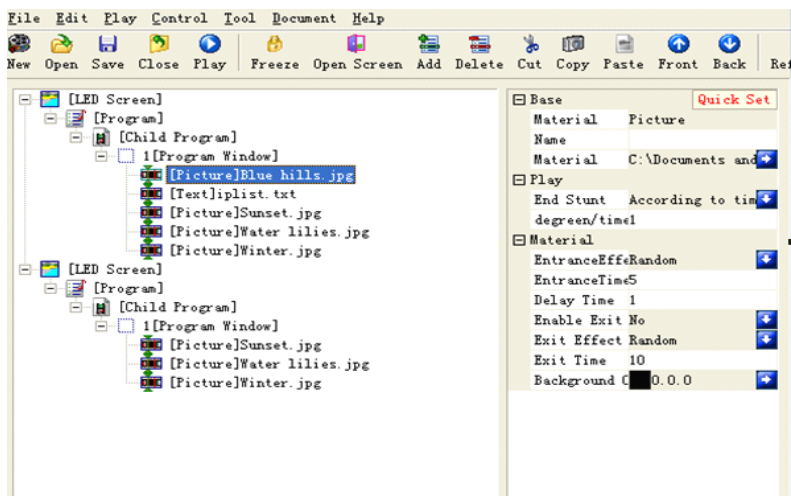 File Edit Play Control Tool Document Help
New Open Save Close Play Freeze Open Screen Add Delete Cut Copy Paste Front Back Ref
[LED Screen]
[Program]
[Child Program]
1[Program Window]
[Picture]Blue hills.jpg
[Text]iplist.txt
[Picture]Sunset.jpg
[Picture]Water lilies.jpg
[Picture]Winter.jpg
[LED Screen]
[Program]
[Child Program]
1[Program Window]
[Picture]Sunset.jpg
[Picture]Water lilies.jpg
[Picture]Winter.jpg
Base Quick Set
Material Picture
Name
Material C:\Documents and
Play
End Stunt According to tim
degreen/time1
Material
EntranceEffeRandom
EntranceTime5
Delay Time 1
Enable Exit No
Exit Effect Random
Exit Time 10
Background C 0.0.0